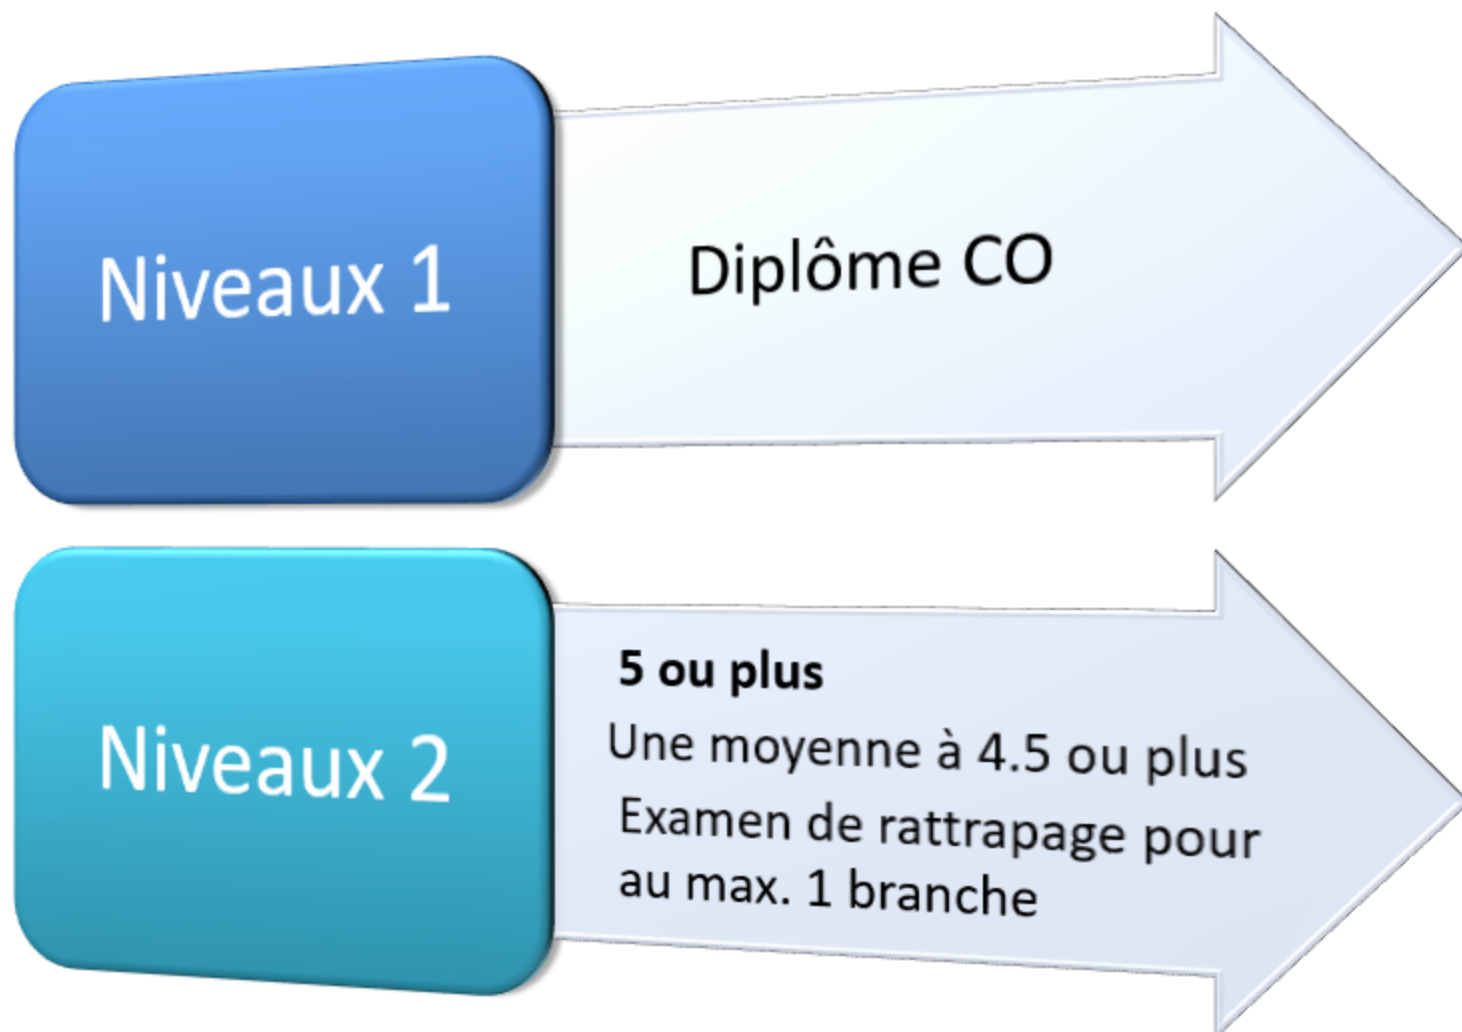 Niveaux 1
Diplôme CO
Niveaux 2
5 ou plus
Une moyenne à 4.5 ou plus
Examen de rattrapage pour
au max. 1 branche